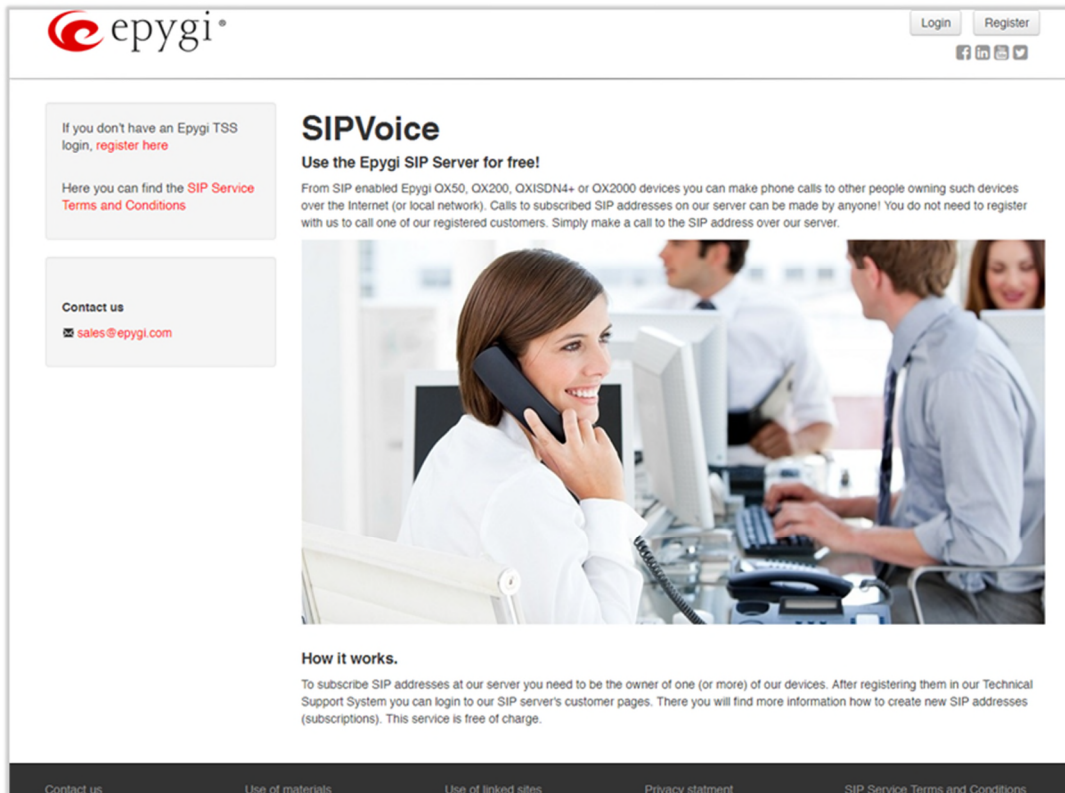 epygi
Login
Register
If you don't have an Epygi TSS
login, register here
Here you can find the SIP Service
Terms and Conditions
Contact us
sales@epygi.com
SIPVoice
Use the Epygi SIP Server for free!
From SIP enabled Epygi QX50, QX200, QXISDN4+ or QX2000 devices you can make phone calls to other people owning such devices
over the Internet (or local network). Calls to subscribed SIP addresses on our server can be made by anyone! You do not need to register
with us to call one of our registered customers. Simply make a call to the SIP address over our server.
How it works.
To subscribe SIP addresses at our server you need to be the owner of one (or more) of our devices. After registering them in our Technical
Support System you can login to our SIP server's customer pages. There you will find more information how to create new SIP addresses
(subscriptions). This service is free of charge.
Contact us
Use of materials
Use of linked sites
Privacy statment
SIP Service Terms and Conditions